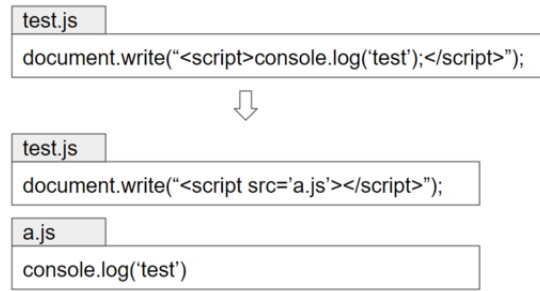 test.js
document.write(“<script>console.log(‘test’);</script>”);
test.js
document.write(“<script src=’a.js’></script>”);
a.js
console.log(‘test’)